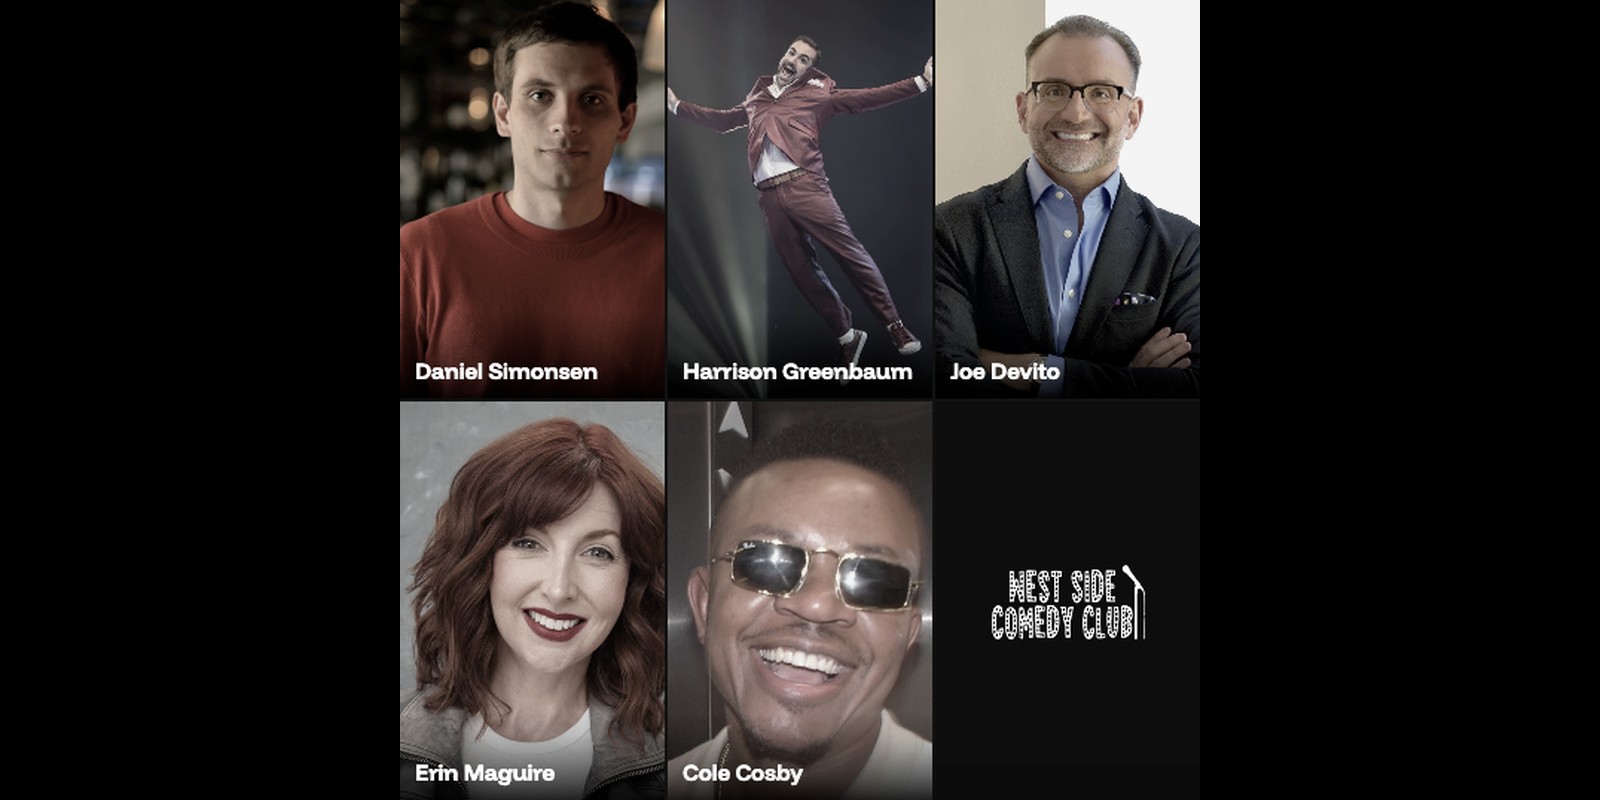 Daniel Simonsen
Harrison Greenbaum
Joe Devito
Erin Maguire
Cole Cosby
WEST SIDE
COMEDY CLUB